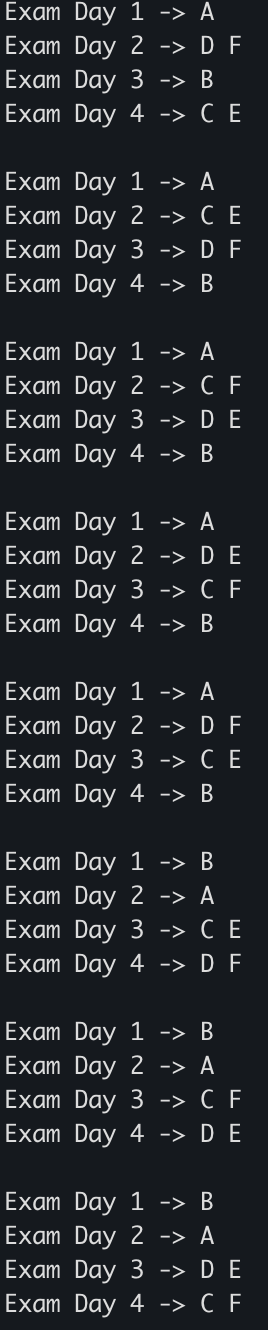 Exam Day 1 -> A
Exam Day 2 -> D F
Exam Day 3 -> B
Exam Day 4 -> C E

Exam Day 1 -> A
Exam Day 2 -> C E
Exam Day 3 -> D F
Exam Day 4 -> B

Exam Day 1 -> A
Exam Day 2 -> C F
Exam Day 3 -> D E
Exam Day 4 -> B

Exam Day 1 -> A
Exam Day 2 -> D E
Exam Day 3 -> C F
Exam Day 4 -> B

Exam Day 1 -> A
Exam Day 2 -> D F
Exam Day 3 -> C E
Exam Day 4 -> B

Exam Day 1 -> B
Exam Day 2 -> A
Exam Day 3 -> C E
Exam Day 4 -> D F

Exam Day 1 -> B
Exam Day 2 -> A
Exam Day 3 -> C F
Exam Day 4 -> D E

Exam Day 1 -> B
Exam Day 2 -> A
Exam Day 3 -> D E
Exam Day 4 -> C F